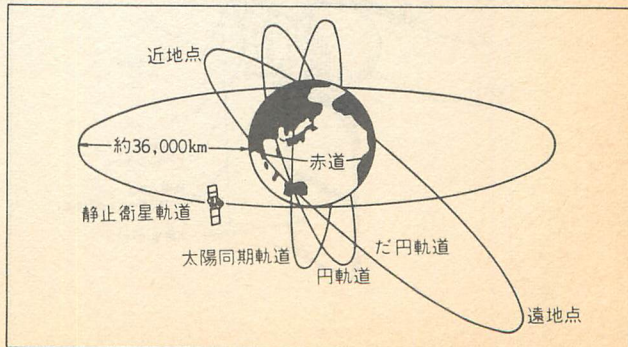 近地点
約36,000km
赤道
静止衛星軌道
太陽同期軌道
円軌道
だ円軌道
遠地点